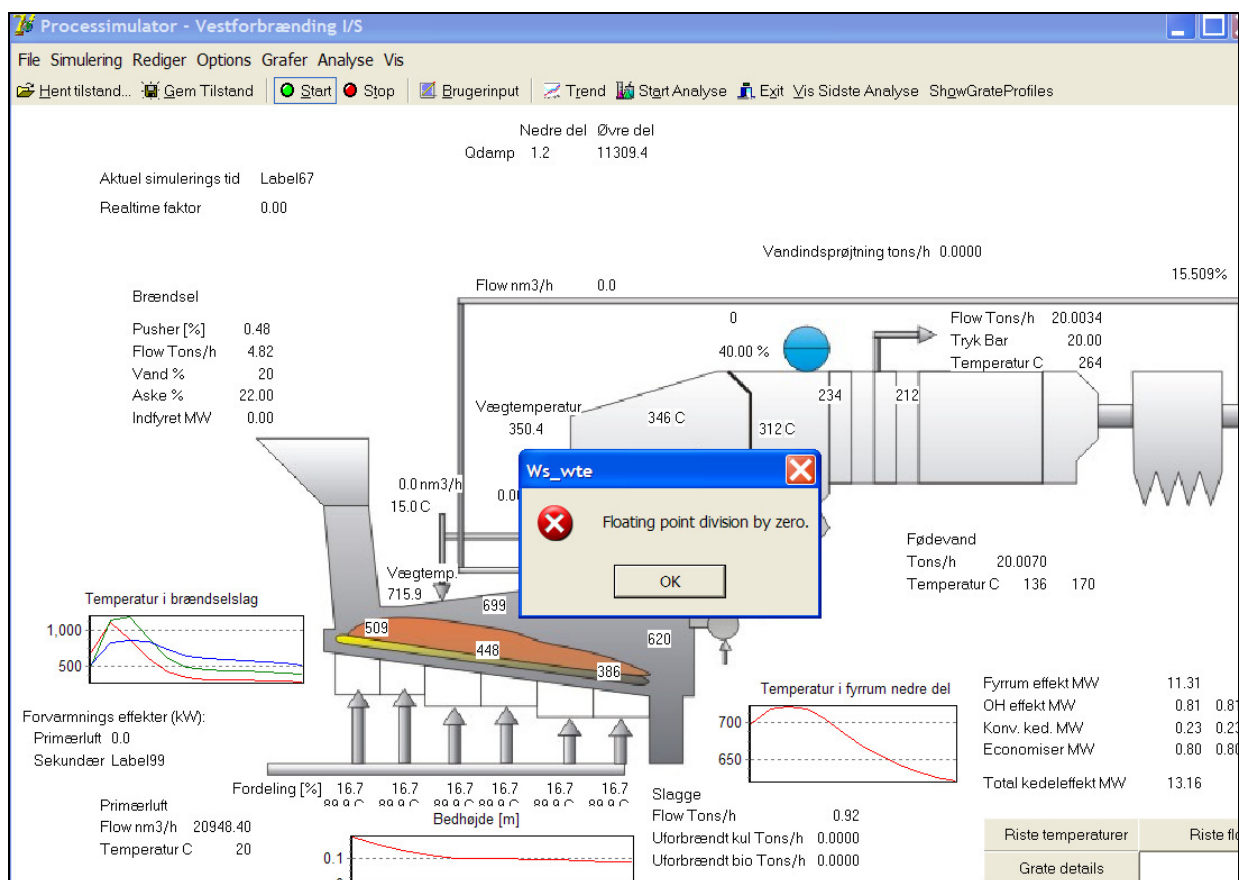 Processimulator - Vestforbrænding I/S
File Simulering Rediger Options Grafer Analyse Vis
Hent tilstand... Gem Tilstand Start Stop Brugerinput Trend Start Analyse Exit Vis Sidste Analyse ShowGrateProfiles
Nedre del Øvre del
Qdamp 1.2 11309.4
Aktuel simulerings tid Label67
Realtime faktor 0.00
Vandindsprøjtning tons/h 0.0000
15.509%
Flow nm3/h 0.0
Brændsel
Pusher [%] 0.48
Flow Tons/h 4.82
Vand % 20
Aske % 22.00
Indfyret MW 0.00
0
40.00 %
Flow Tons/h 20.0034
Tryk Bar 20.00
Temperatur C 264
234
212
Vægtemperatur
350.4
346 C
312 C
0.0 nm3/h
15.0 C
Ws_wte
Floating point division by zero.
OK
Fødevand
Tons/h 20.0070
Temperatur C 136 170
Vægtemp.
715.9
699
509
448
386
620
Temperatur i brændselslag
1,000
500
Temperatur i fyrrum nedre del
700
650
Fyrrum effekt MW 11.31
OH effekt MW 0.81 0.81
Konv. ked. MW 0.23 0.23
Economiser MW 0.80 0.80
Total kedeleffekt MW 13.16
Forvarmnings effekter (kW):
Primærluft 0.0
Sekundær Label99
Fordeling [%] 16.7 16.7 16.7 16.7 16.7 16.7
Primærluft
Flow nm3/h 20948.40
Temperatur C 20
Bedhøjde [m]
0.1
Slagge
Flow Tons/h 0.92
Uforbrændt kul Tons/h 0.0000
Uforbrændt bio Tons/h 0.0000
Riste temperaturer
Riste flo
Grate details